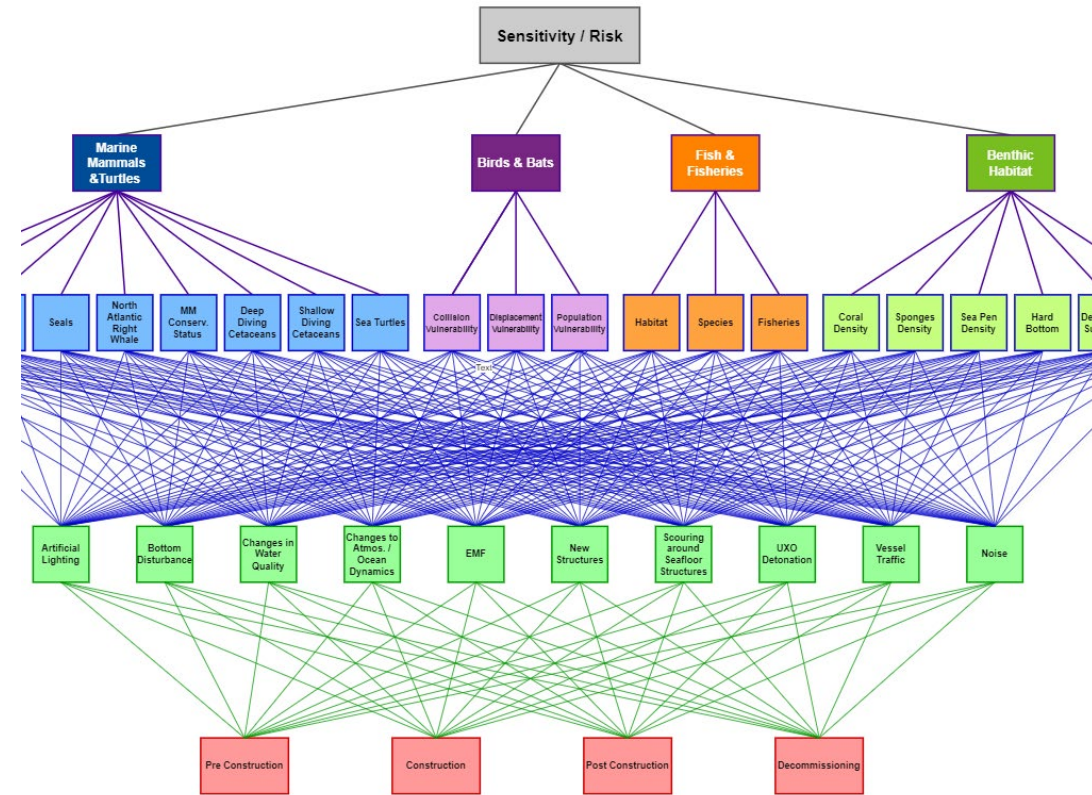 Sensitivity / Risk
Marine
Mammals
&Turtles
Birds & Bats
Fish &
Fisheries
Benthic
Habitat
Seals
North
Atlantic
Right
Whale
MM
Conserv.
Status
Deep
Diving
Cetaceans
Shallow
Diving
Cetaceans
Sea Turtles
Collision
Vulnerability
Displacement
Vulnerability
Population
Vulnerability
Habitat
Species
Fisheries
Coral
Density
Sponges
Density
Sea Pen
Density
Hard
Bottom
Text
Artificial
Lighting
Bottom
Disturbance
Changes in
Water
Quality
Changes to
Atmos. /
Ocean
Dynamics
EMF
New
Structures
Scouring
around
Seafloor
Structures
UXO
Detonation
Vessel
Traffic
Noise
Pre Construction
Construction
Post Construction
Decommissioning